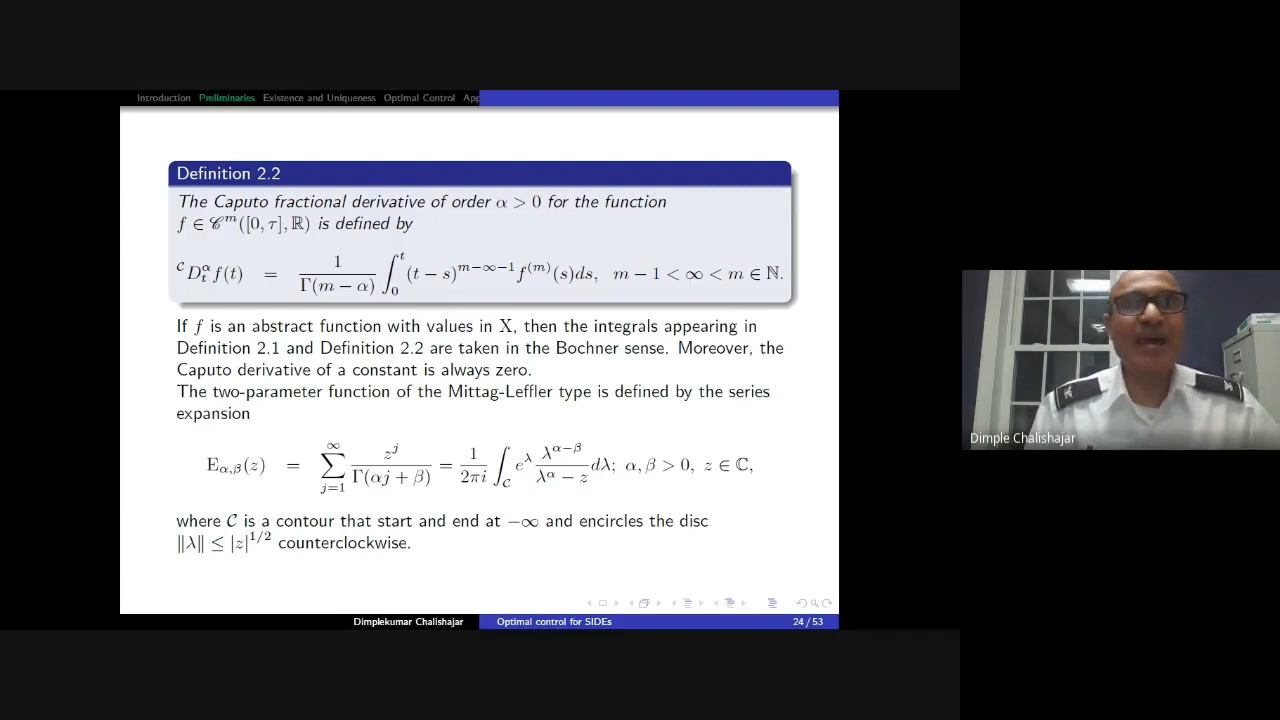 Introduction Preliminaries Existence and Uniqueness Optimal Control App
Definition 2.2
The Caputo fractional derivative of order α > 0 for the function
f ∈ 𝒞^m([0, τ], ℝ) is defined by
^C D_t^α f(t) = 1/Γ(m − α) ∫_0^t (t − s)^{m−∞−1} f^{(m)}(s)ds, m − 1 < ∞ < m ∈ ℕ.
If f is an abstract function with values in X, then the integrals appearing in
Definition 2.1 and Definition 2.2 are taken in the Bochner sense. Moreover, the
Caputo derivative of a constant is always zero.
The two-parameter function of the Mittag-Leffler type is defined by the series
expansion
E_{α,β}(z) = ∑_{j=1}^∞ z^j/Γ(αj + β) = 1/2πi ∫_𝒞 e^λ λ^{α−β}/(λ^α − z) dλ; α, β > 0, z ∈ ℂ,
where 𝒞 is a contour that start and end at −∞ and encircles the disc
‖λ‖ ≤ |z|^{1/2} counterclockwise.
Dimplekumar Chalishajar Optimal control for SIDEs 24 / 53
Dimple Chalishajar